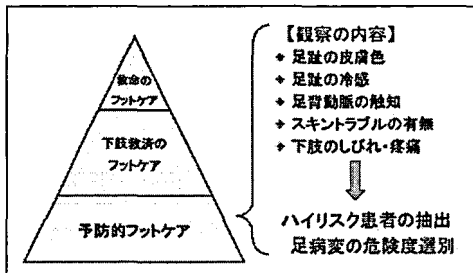 救命の
フットケア
下肢救済の
フットケア
予防的フットケア
【観察の内容】
足趾の皮膚色
足趾の冷感
足背動脈の触知
スキントラブルの有無
下肢のしびれ・疼痛
ハイリスク患者の抽出
足病変の危険度選別